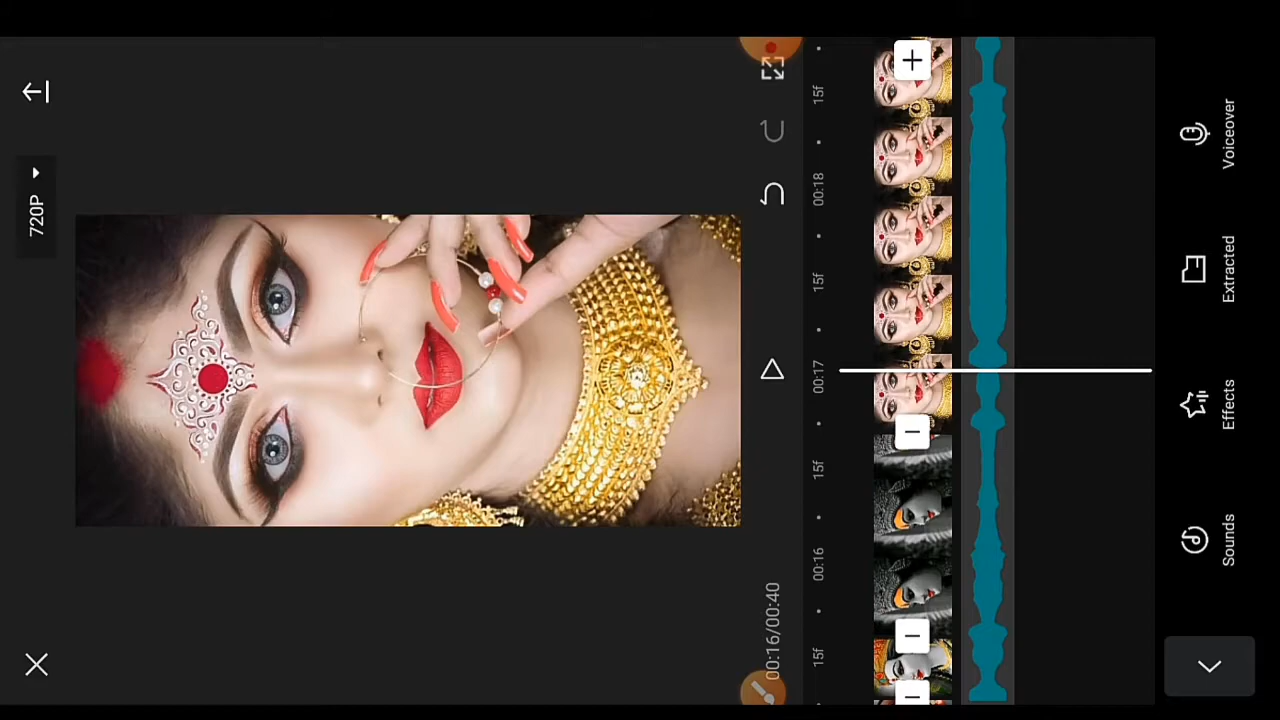 720P
00:16/00:40
15f
00:16
15f
00:17
15f
00:18
15f
Sounds
Effects
Extracted
Voiceover